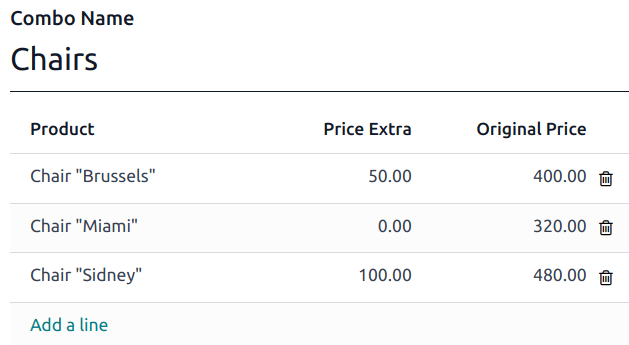 Combo Name
Chairs
Product Price Extra Original Price
Chair "Brussels" 50.00 400.00
Chair "Miami" 0.00 320.00
Chair "Sidney" 100.00 480.00
Add a line